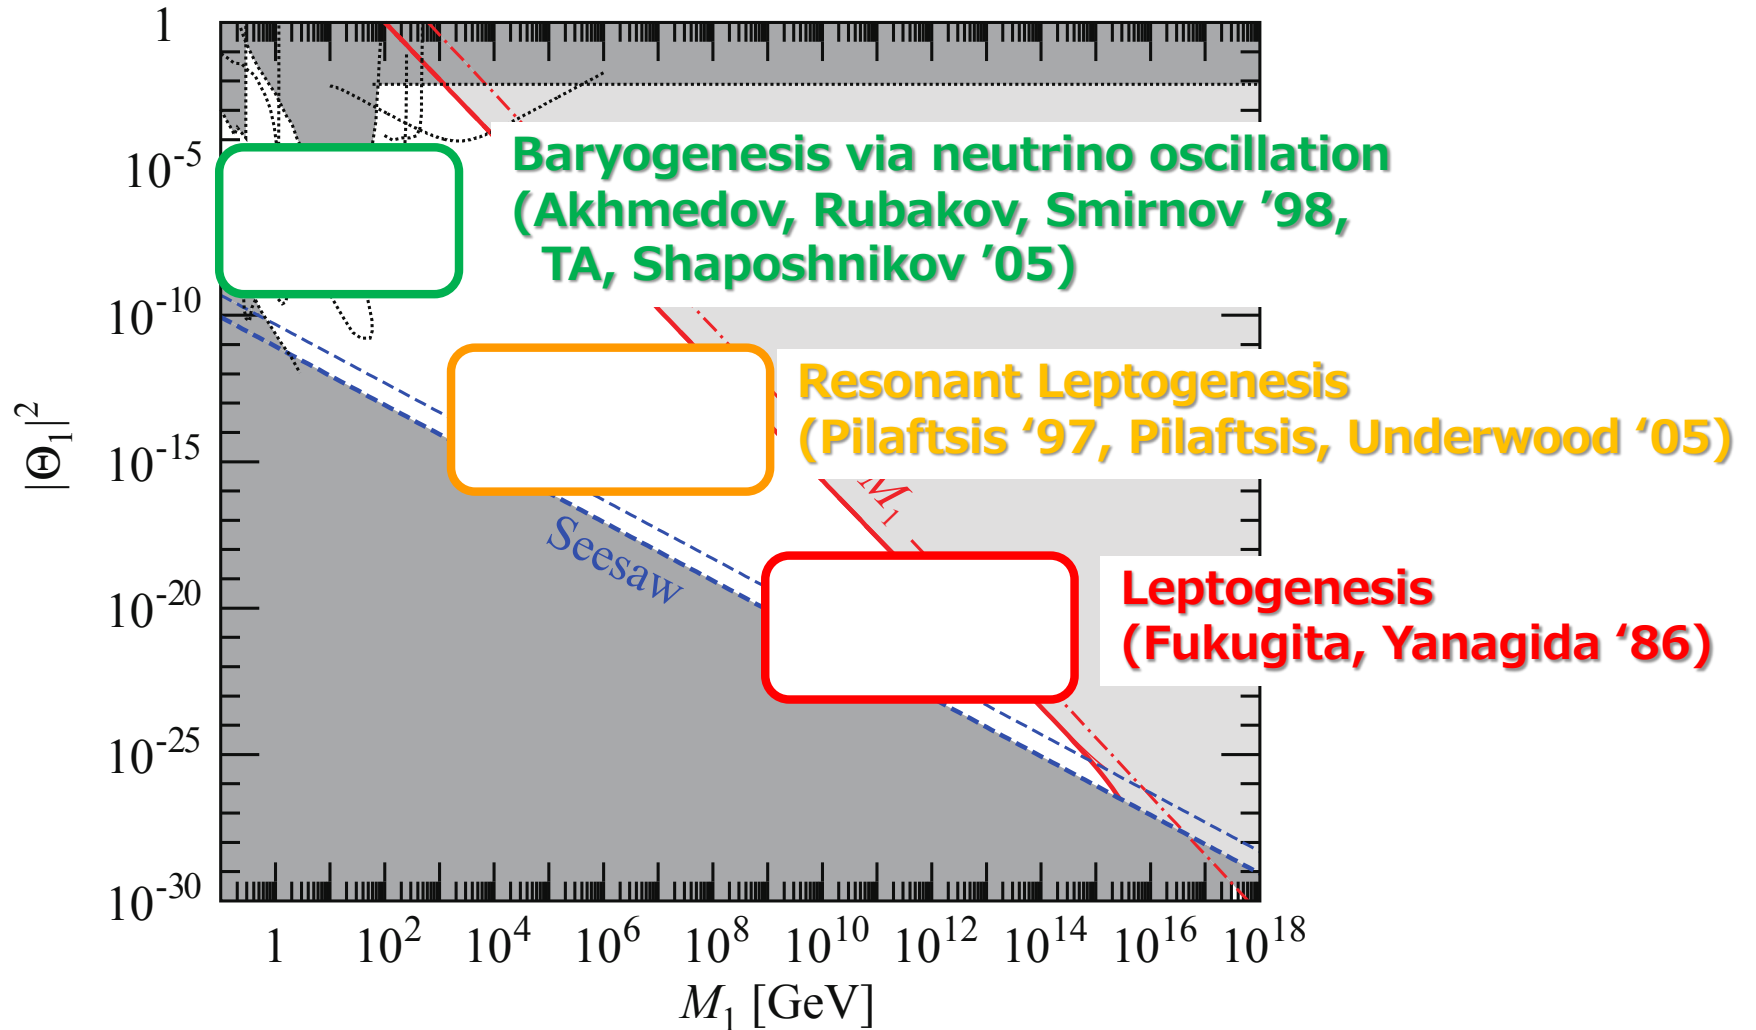 1
10^-5
10^-10
10^-15
10^-20
10^-25
10^-30
|Θ_1|^2
Baryogenesis via neutrino oscillation
(Akhmedov, Rubakov, Smirnov ’98,
TA, Shaposhnikov ’05)
Resonant Leptogenesis
(Pilaftsis ‘97, Pilaftsis, Underwood ‘05)
M_1
Seesaw
Leptogenesis
(Fukugita, Yanagida ‘86)
1 10^2 10^4 10^6 10^8 10^10 10^12 10^14 10^16 10^18
M_1 [GeV]